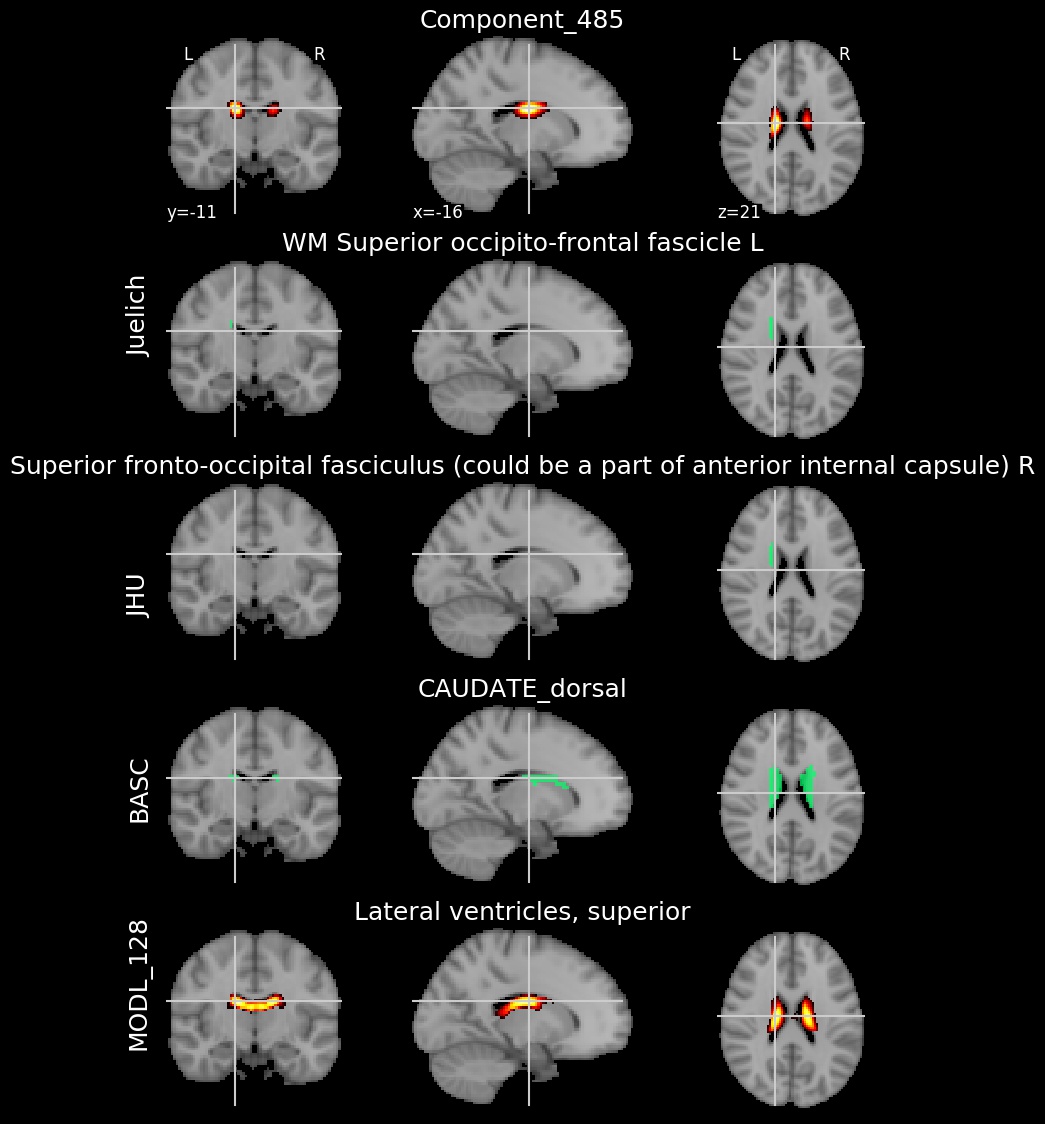 Component_485
L R L R
y=-11 x=-16 z=21
WM Superior occipito-frontal fascicle L
Juelich
Superior fronto-occipital fasciculus (could be a part of anterior internal capsule) R
JHU
CAUDATE_dorsal
BASC
Lateral ventricles, superior
MODL_128